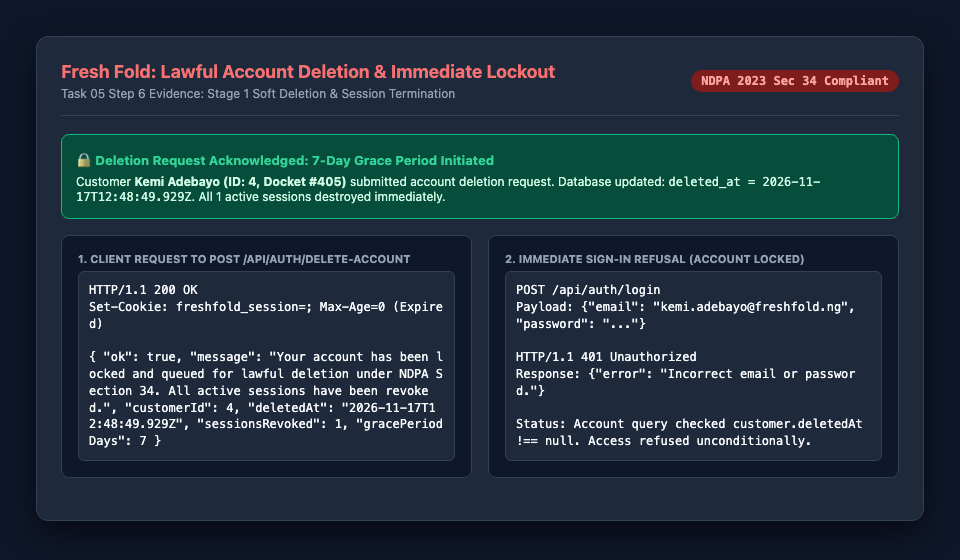 Fresh Fold: Lawful Account Deletion & Immediate Lockout
NDPA 2023 Sec 34 Compliant
Task 05 Step 6 Evidence: Stage 1 Soft Deletion & Session Termination
🔒 Deletion Request Acknowledged: 7-Day Grace Period Initiated
Customer Kemi Adebayo (ID: 4, Docket #405) submitted account deletion request. Database updated: deleted_at = 2026-11-
17T12:48:49.929Z. All 1 active sessions destroyed immediately.
1. CLIENT REQUEST TO POST /API/AUTH/DELETE-ACCOUNT
HTTP/1.1 200 OK
Set-Cookie: freshfold_session=; Max-Age=0 (Expire
d)
{ "ok": true, "message": "Your account has been l
ocked and queued for lawful deletion under NDPA S
ection 34. All active sessions have been revoke
d.", "customerId": 4, "deletedAt": "2026-11-17T1
2:48:49.929Z", "sessionsRevoked": 1, "gracePeriod
Days": 7 }
2. IMMEDIATE SIGN-IN REFUSAL (ACCOUNT LOCKED)
POST /api/auth/login
Payload: {"email": "kemi.adebayo@freshfold.ng",
"password": "..."}
HTTP/1.1 401 Unauthorized
Response: {"error": "Incorrect email or passwor
d."}
Status: Account query checked customer.deletedAt
!== null. Access refused unconditionally.